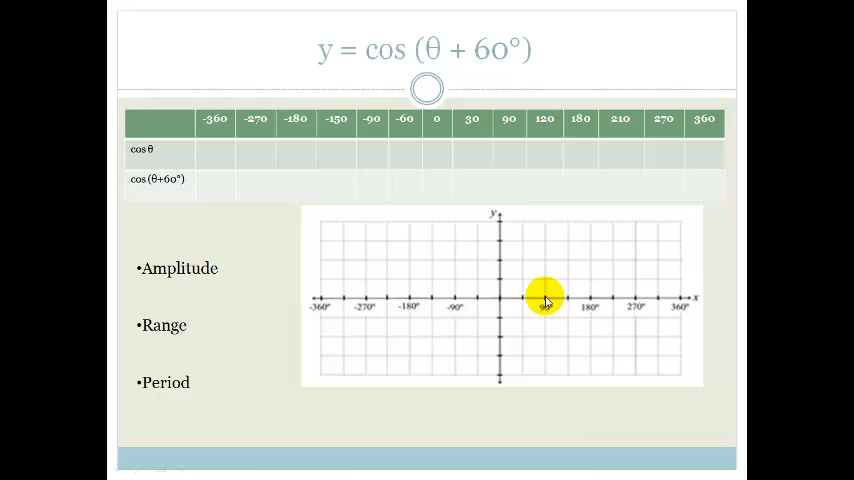 y = cos (θ + 60°)
-360 -270 -180 -150 -90 -60 0 30 90 120 180 210 270 360
cos θ
cos (θ+60°)
•Amplitude
•Range
•Period
y
x
-360° -270° -180° -90° 90° 180° 270° 360°